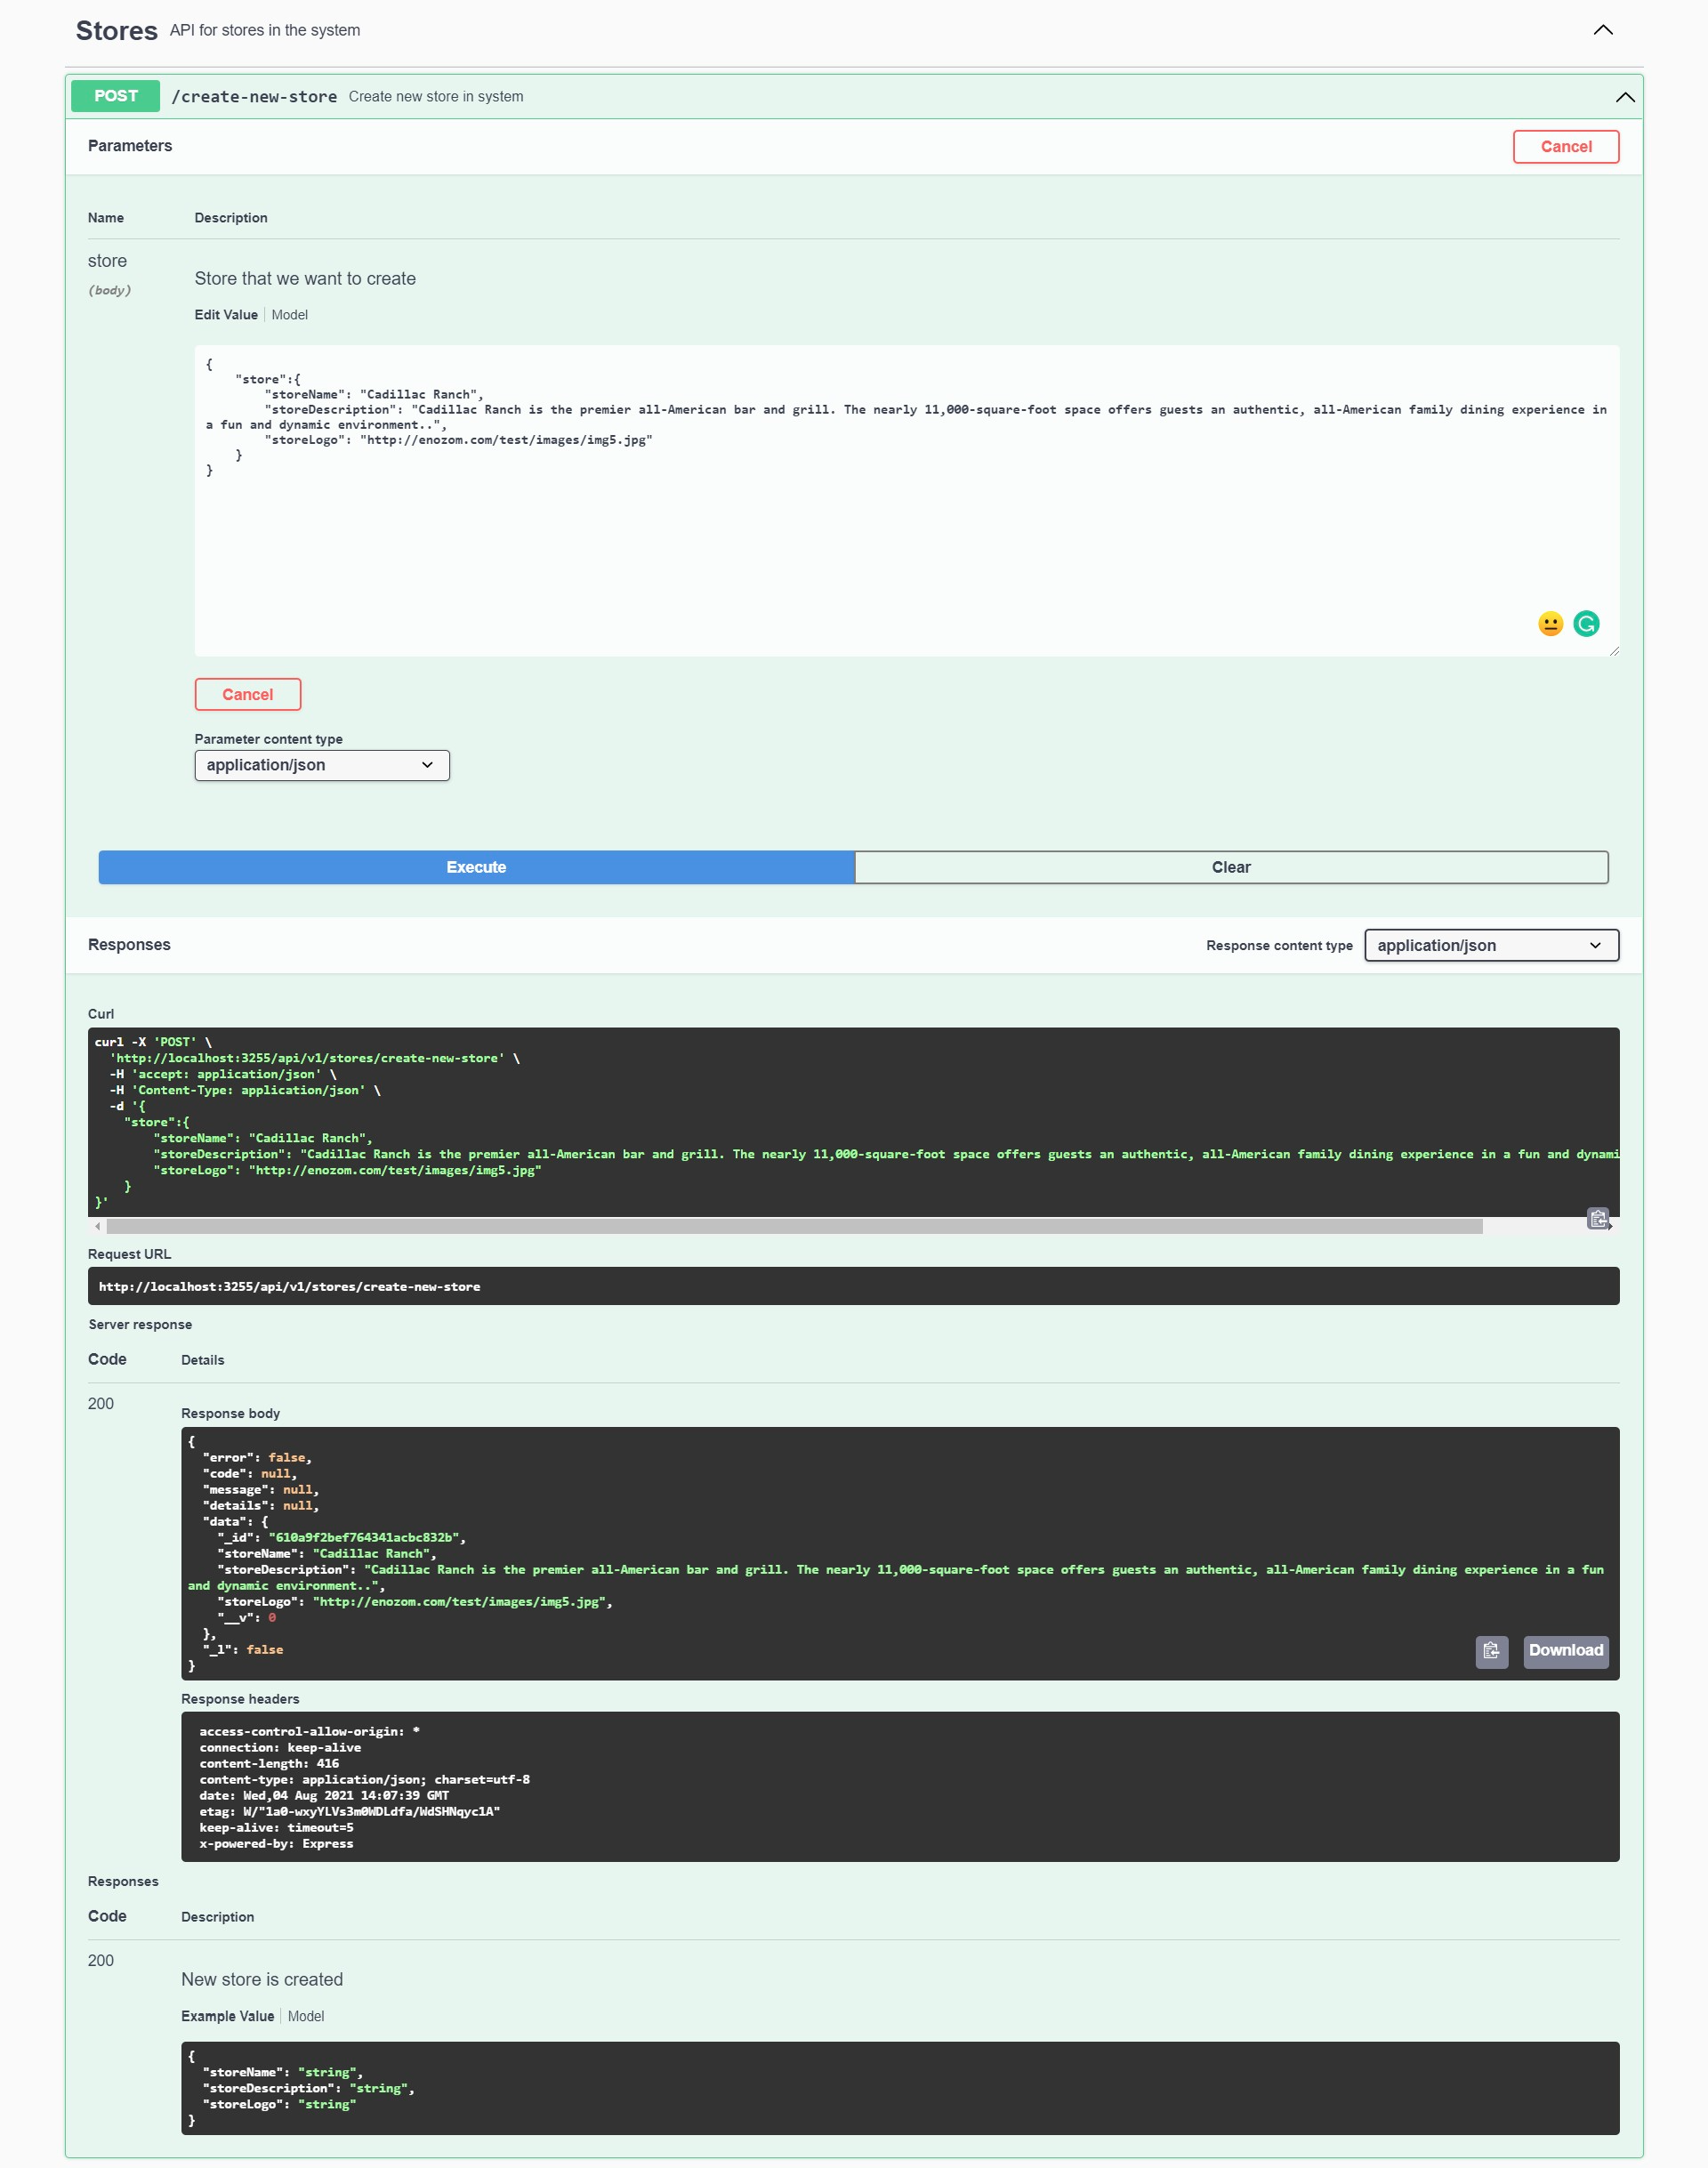 Stores API for stores in the system
POST /create-new-store Create new store in system
Parameters Cancel
Name Description
store
(body)
Store that we want to create
Edit Value Model
{
    "store":{
        "storeName": "Cadillac Ranch",
        "storeDescription": "Cadillac Ranch is the premier all-American bar and grill. The nearly 11,000-square-foot space offers guests an authentic, all-American family dining experience in
a fun and dynamic environment..",
        "storeLogo": "http://enozom.com/test/images/img5.jpg"
    }
}
Cancel
Parameter content type
application/json
Execute Clear
Responses Response content type application/json
Curl
curl -X 'POST' \
  'http://localhost:3255/api/v1/stores/create-new-store' \
  -H 'accept: application/json' \
  -H 'Content-Type: application/json' \
  -d '{
    "store":{
        "storeName": "Cadillac Ranch",
        "storeDescription": "Cadillac Ranch is the premier all-American bar and grill. The nearly 11,000-square-foot space offers guests an authentic, all-American family dining experience in a fun and dynami
        "storeLogo": "http://enozom.com/test/images/img5.jpg"
    }
}'
Request URL
http://localhost:3255/api/v1/stores/create-new-store
Server response
Code Details
200
Response body
{
  "error": false,
  "code": null,
  "message": null,
  "details": null,
  "data": {
    "_id": "610a9f2bef764341acbc832b",
    "storeName": "Cadillac Ranch",
    "storeDescription": "Cadillac Ranch is the premier all-American bar and grill. The nearly 11,000-square-foot space offers guests an authentic, all-American family dining experience in a fun
and dynamic environment..",
    "storeLogo": "http://enozom.com/test/images/img5.jpg",
    "__v": 0
  },
  "_l": false
}
Download
Response headers
access-control-allow-origin: *
connection: keep-alive
content-length: 416
content-type: application/json; charset=utf-8
date: Wed,04 Aug 2021 14:07:39 GMT
etag: W/"1a0-wxyYLVs3m0WDLdfa/WdSHNqyc1A"
keep-alive: timeout=5
x-powered-by: Express
Responses
Code Description
200
New store is created
Example Value Model
{
  "storeName": "string",
  "storeDescription": "string",
  "storeLogo": "string"
}